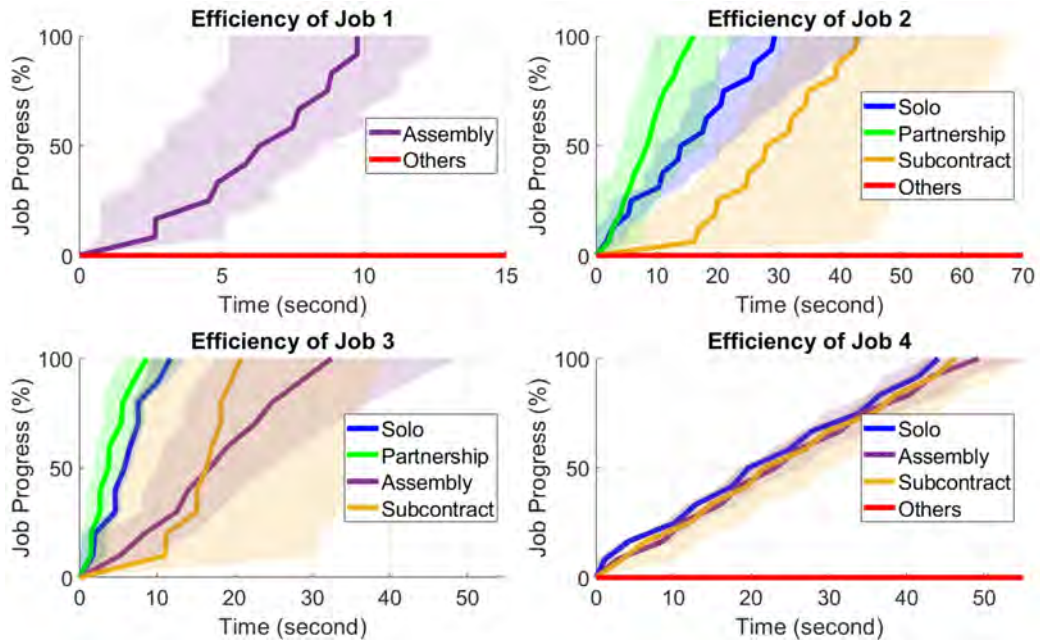 Efficiency of Job 1
100
50
0
Job Progress (%)
0 5 10 15
Time (second)
Assembly
Others
Efficiency of Job 2
100
50
0
Job Progress (%)
0 10 20 30 40 50 60 70
Time (second)
Solo
Partnership
Subcontract
Others
Efficiency of Job 3
100
50
0
Job Progress (%)
0 10 20 30 40 50
Time (second)
Solo
Partnership
Assembly
Subcontract
Efficiency of Job 4
100
50
0
Job Progress (%)
0 10 20 30 40 50
Time (second)
Solo
Assembly
Subcontract
Others